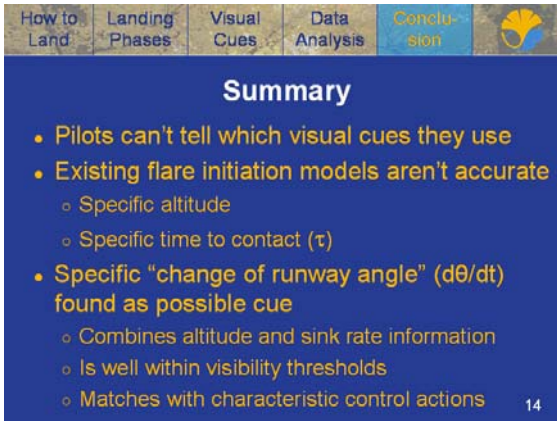 How to Land
Landing Phases
Visual Cues
Data Analysis
Conclu-
sion
Summary
• Pilots can't tell which visual cues they use
• Existing flare initiation models aren't accurate
○ Specific altitude
○ Specific time to contact (τ)
• Specific "change of runway angle" (dθ/dt)
found as possible cue
○ Combines altitude and sink rate information
○ Is well within visibility thresholds
○ Matches with characteristic control actions
14